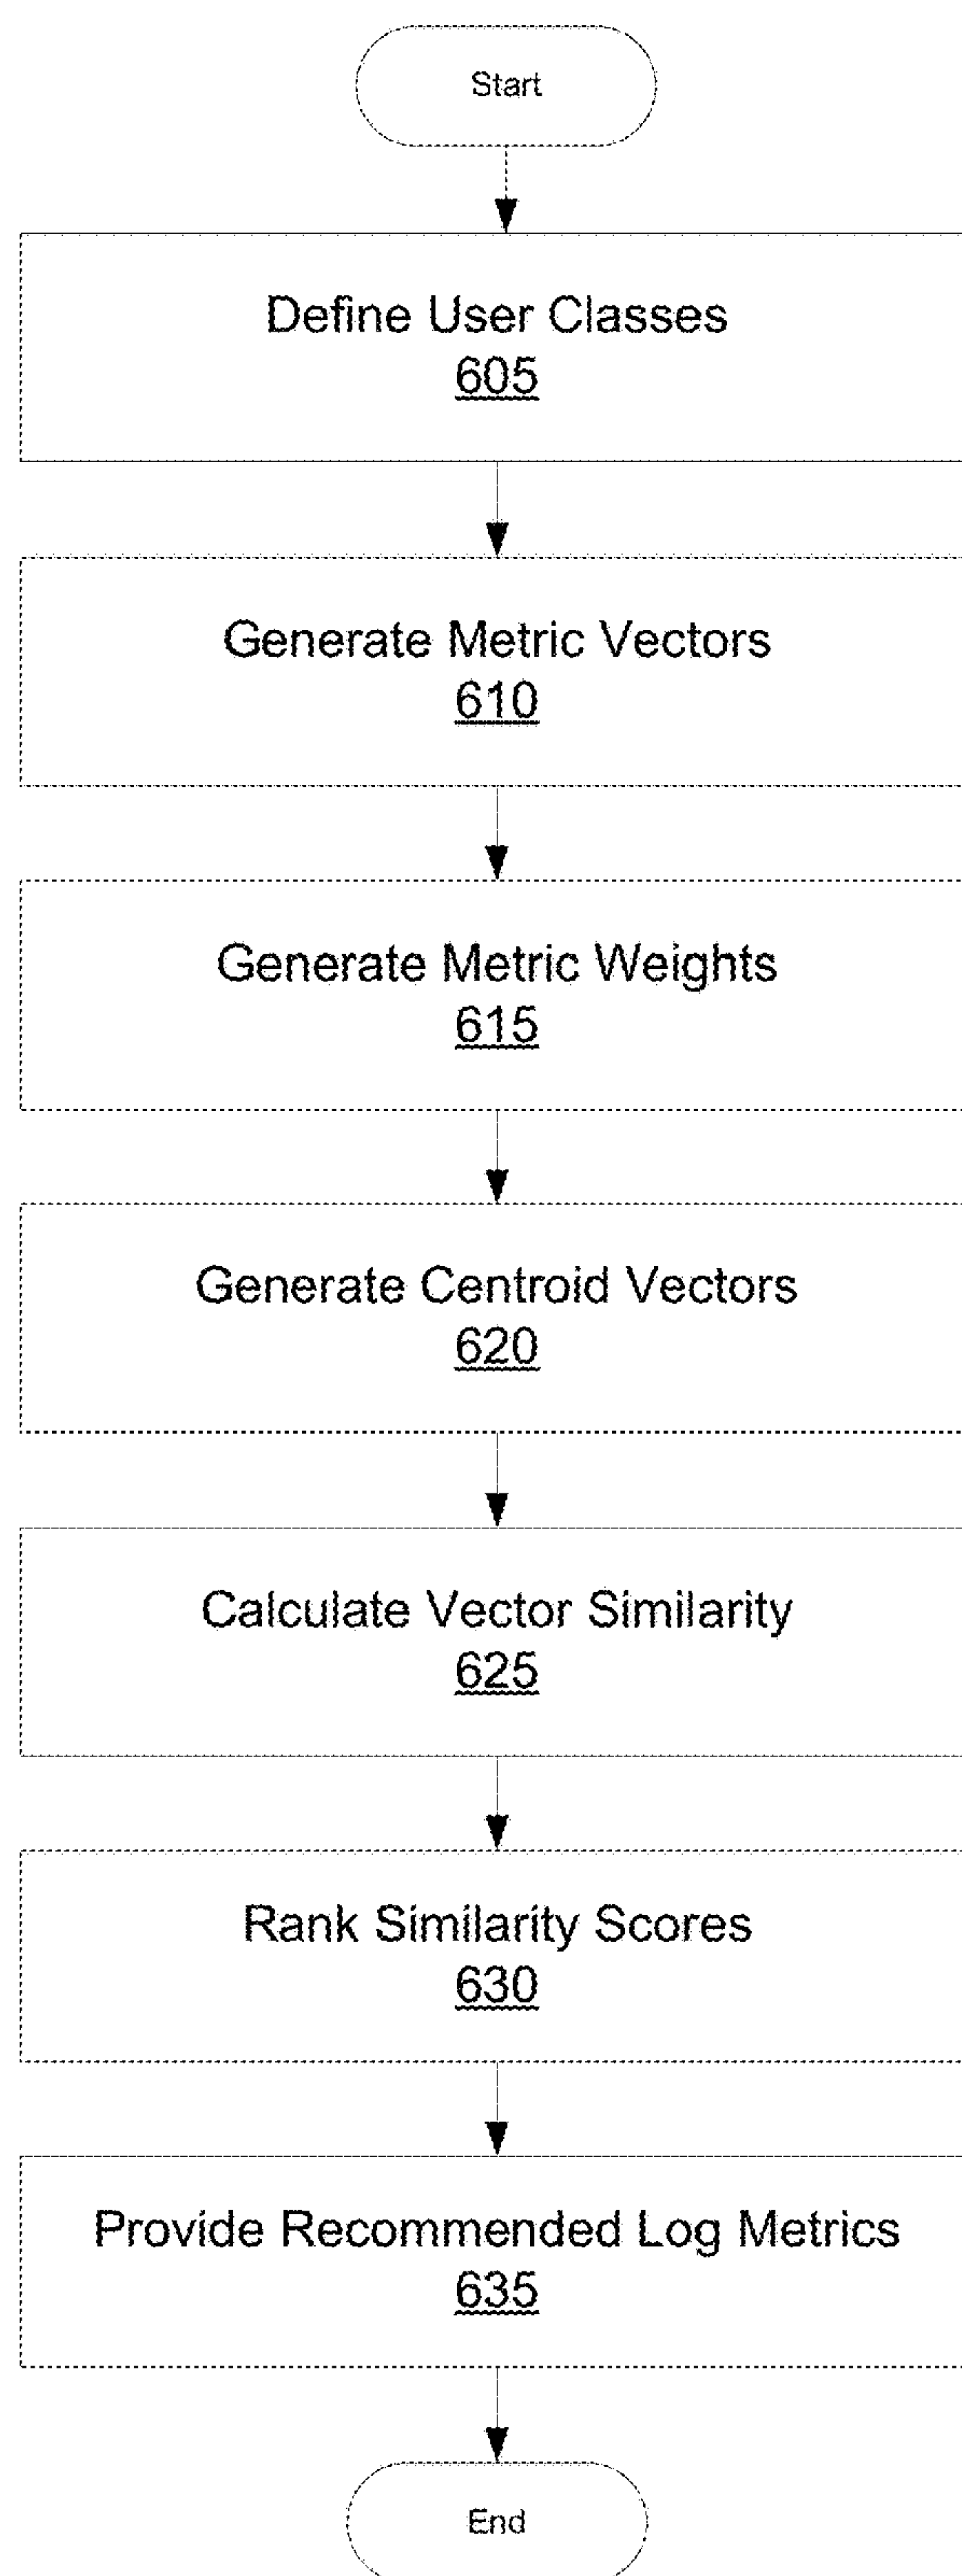 Start
Define User Classes
605
Generate Metric Vectors
610
Generate Metric Weights
615
Generate Centroid Vectors
620
Calculate Vector Similarity
625
Rank Similarity Scores
630
Provide Recommended Log Metrics
635
End